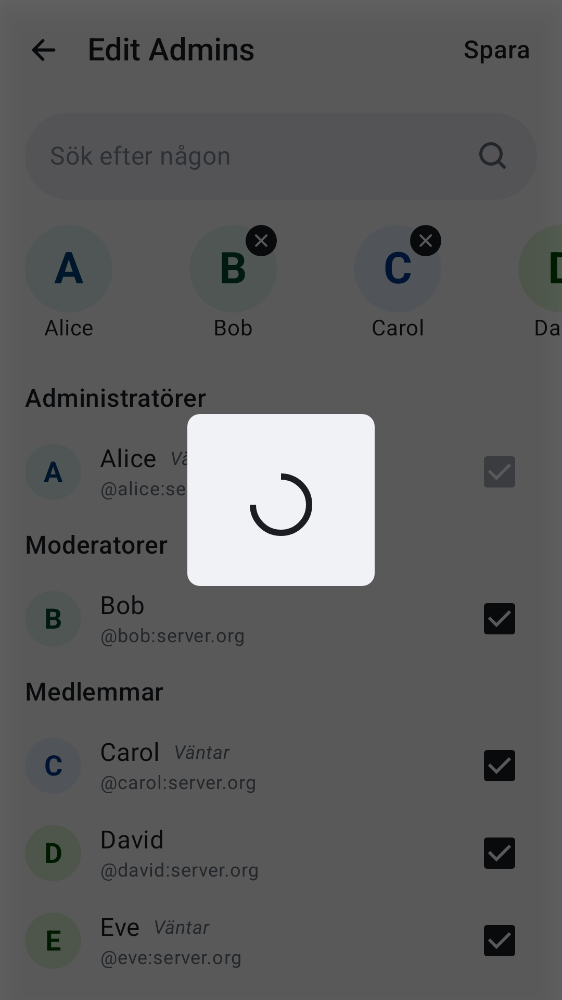 Edit Admins
Spara
Sök efter någon
A
B
C
Alice
Bob
Carol
Da
Administratörer
A
Alice
@alice:se
Moderatorer
B
Bob
@bob:server.org
Medlemmar
C
Carol Väntar
@carol:server.org
D
David
@david:server.org
E
Eve Väntar
@eve:server.org